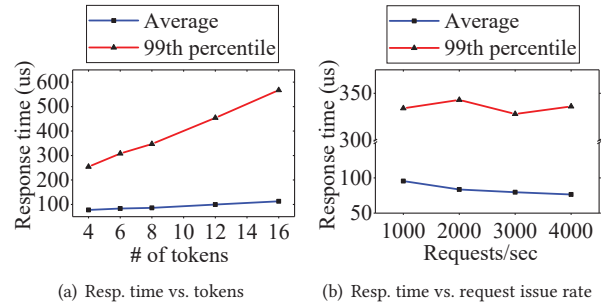 Average
99th percentile
Response time (us)
600
500
400
300
200
100
4 6 8 10 12 14 16
# of tokens
(a) Resp. time vs. tokens
Average
99th percentile
Response time (us)
350
300
100
50
1000 2000 3000 4000
Requests/sec
(b) Resp. time vs. request issue rate